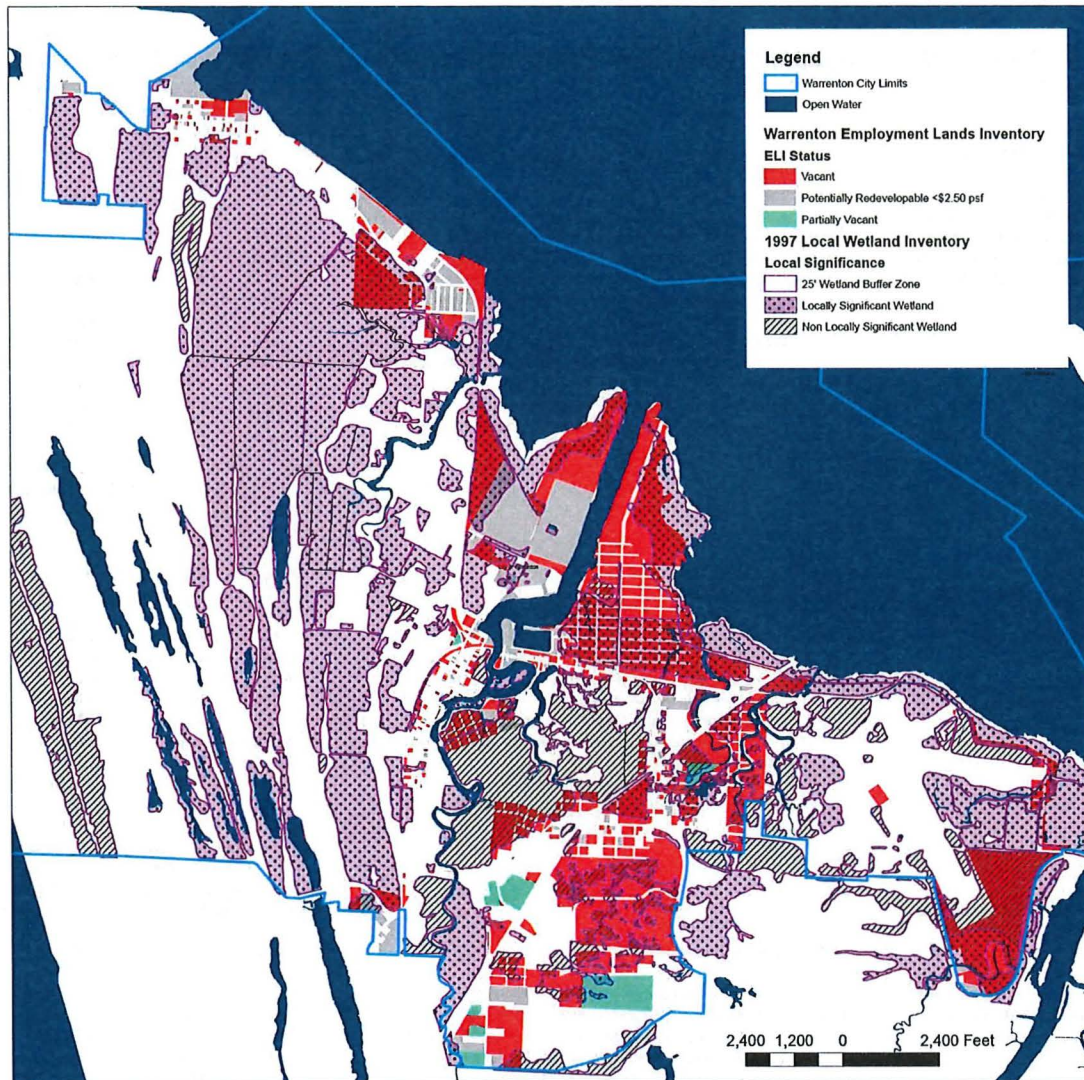 Legend
Warrenton City Limits
Open Water
Warrenton Employment Lands Inventory
ELI Status
Vacant
Potentially Redevelopable <$2.50 psf
Partially Vacant
1997 Local Wetland Inventory
Local Significance
25' Wetland Buffer Zone
Locally Significant Wetland
Non Locally Significant Wetland
2,400 1,200 0 2,400 Feet